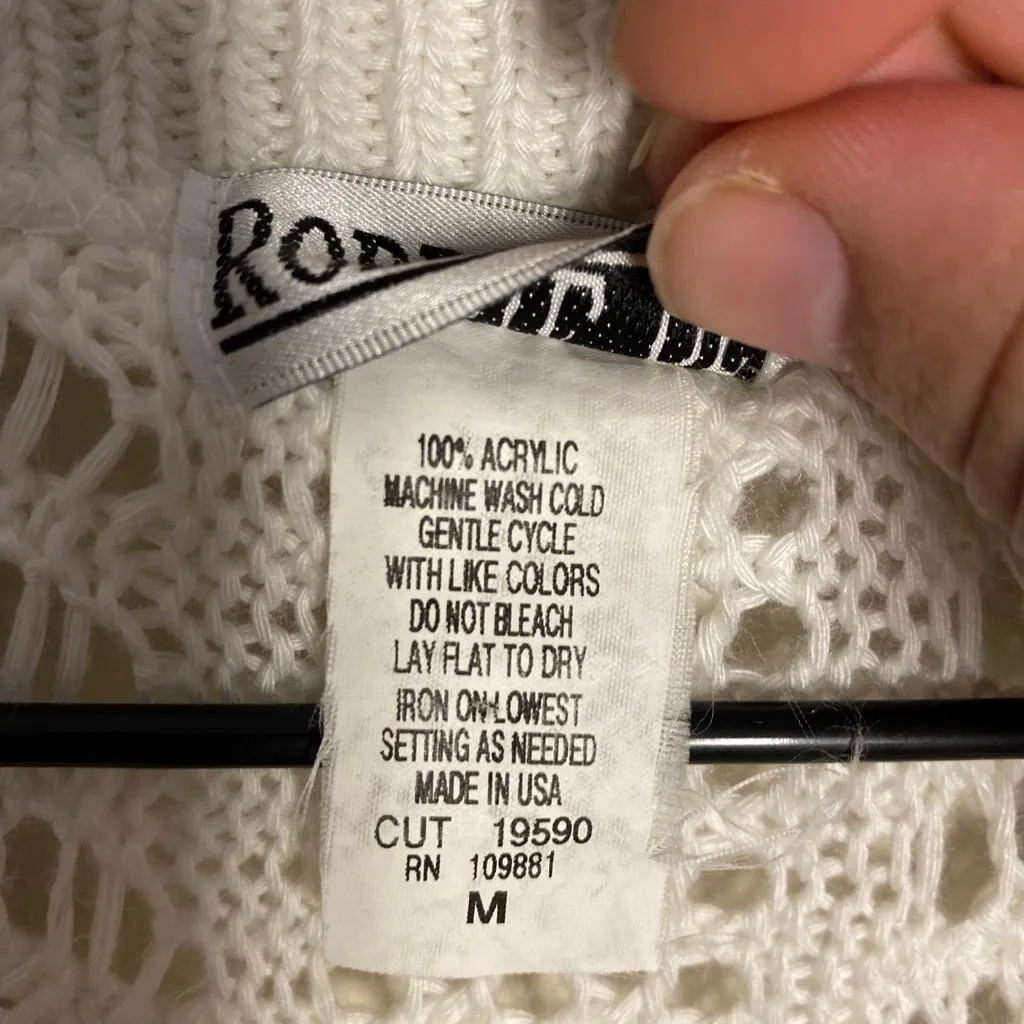 100% ACRYLIC
MACHINE WASH COLD
GENTLE CYCLE
WITH LIKE COLORS
DO NOT BLEACH
LAY FLAT TO DRY
IRON ON LOWEST
SETTING AS NEEDED
MADE IN USA
CUT 19590
RN 109881
M